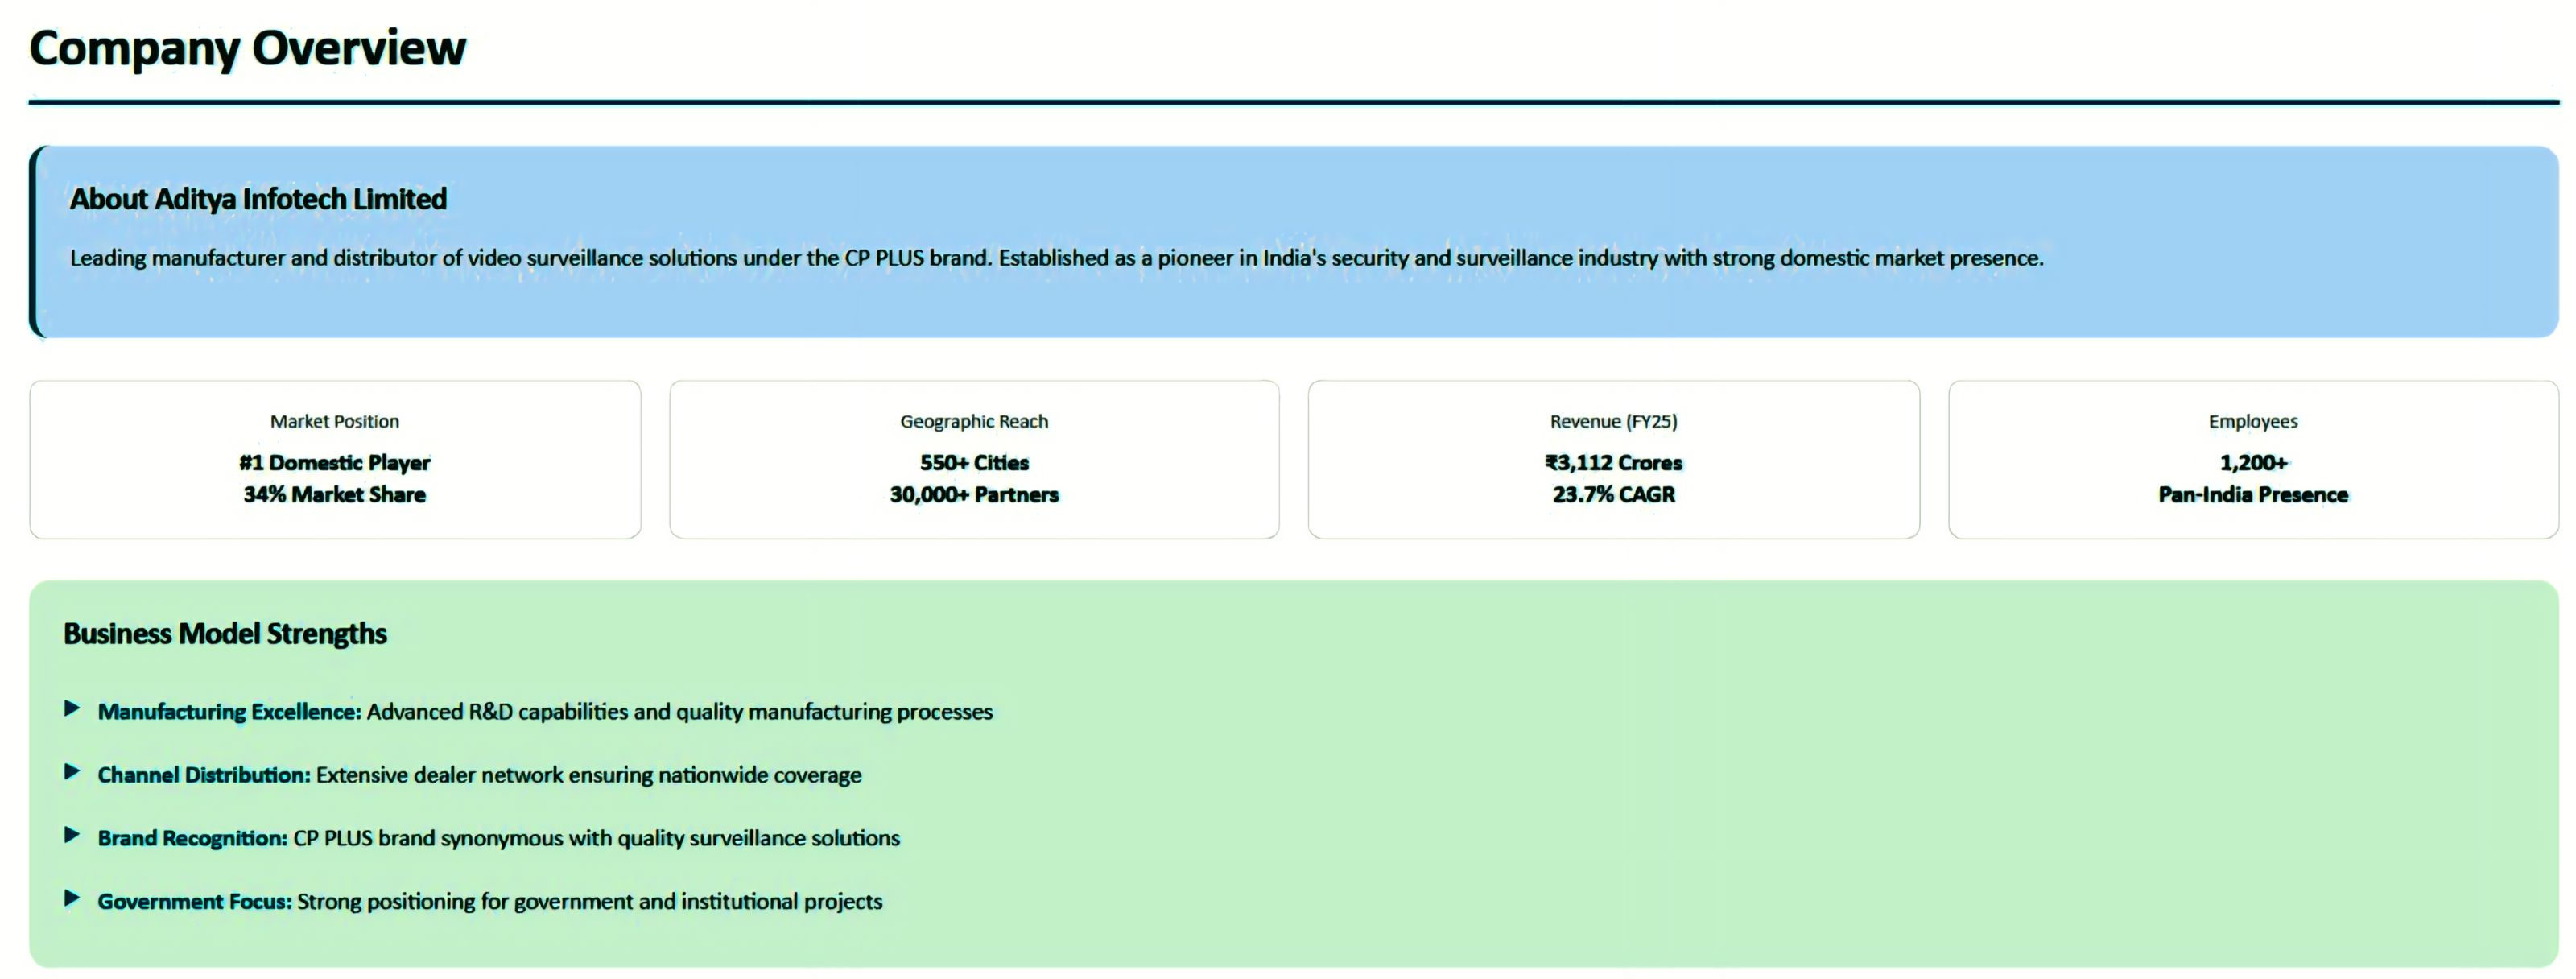 Company Overview
About Aditya Infotech Limited
Leading manufacturer and distributor of video surveillance solutions under the CP PLUS brand. Established as a pioneer in India's security and surveillance industry with strong domestic market presence.
Market Position
#1 Domestic Player
34% Market Share
Geographic Reach
550+ Cities
30,000+ Partners
Revenue (FY25)
₹3,112 Crores
23.7% CAGR
Employees
1,200+
Pan-India Presence
Business Model Strengths
▶ Manufacturing Excellence: Advanced R&D capabilities and quality manufacturing processes
▶ Channel Distribution: Extensive dealer network ensuring nationwide coverage
▶ Brand Recognition: CP PLUS brand synonymous with quality surveillance solutions
▶ Government Focus: Strong positioning for government and institutional projects